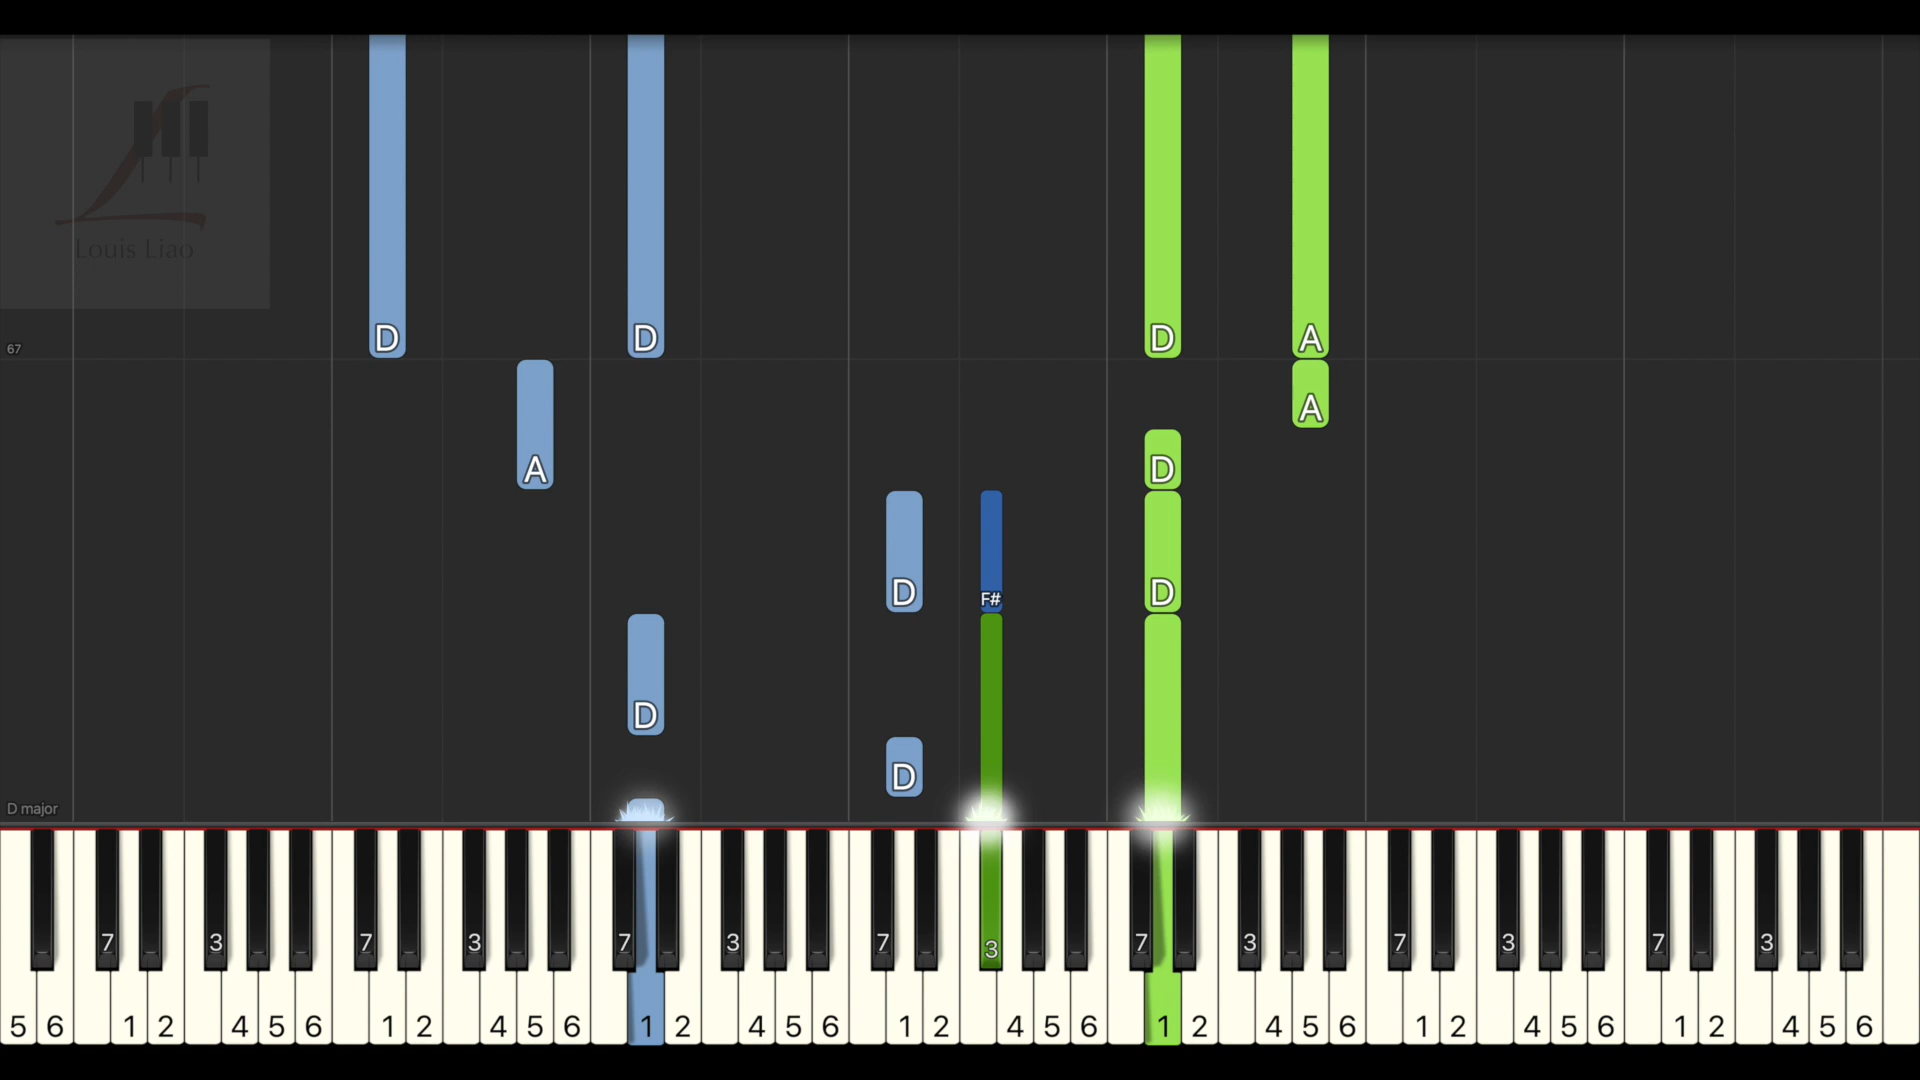 Louis Liao
D D D A
67
A
A
D
D F# D
D
D
D major
7 3 7 3 7 3 7 3 7 3 7 3 7 3
5 6 1 2 4 5 6 1 2 4 5 6 1 2 4 5 6 1 2 4 5 6 1 2 4 5 6 1 2 4 5 6 1 2 4 5 6